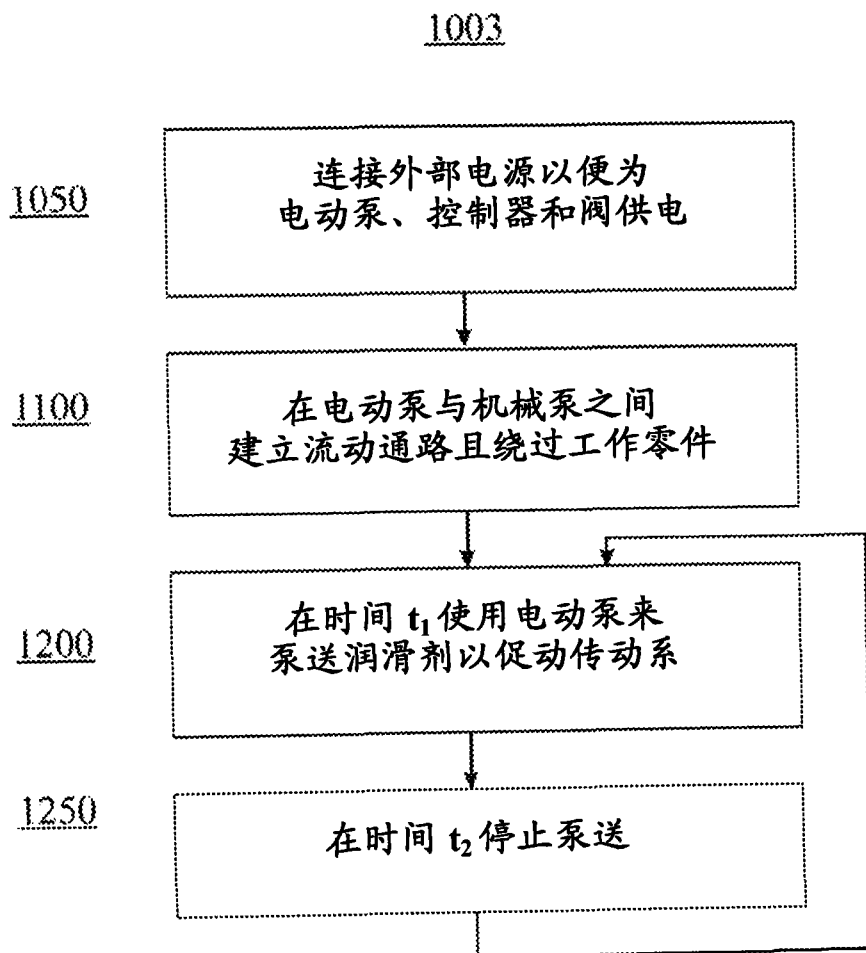 1003
1050
连接外部电源以便为
电动泵、控制器和阀供电
1100
在电动泵与机械泵之间
建立流动通路且绕过工作零件
1200
在时间 t₁ 使用电动泵来
泵送润滑剂以促动传动系
1250
在时间 t₂ 停止泵送